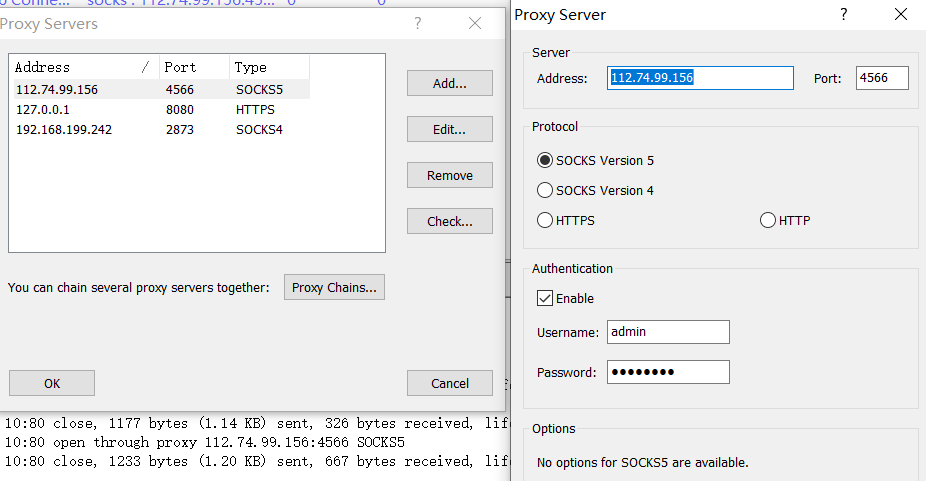 socks : 112.74.99.156:45... 0 0
Proxy Servers ?
Address / Port Type
112.74.99.156 4566 SOCKS5
127.0.0.1 8080 HTTPS
192.168.199.242 2873 SOCKS4
Add...
Edit...
Remove
Check...
You can chain several proxy servers together: Proxy Chains...
OK Cancel
10:80 close, 1177 bytes (1.14 KB) sent, 326 bytes received,
10:80 open through proxy 112.74.99.156:4566 SOCKS5
10:80 close, 1233 bytes (1.20 KB) sent, 667 bytes received,
Proxy Server ?
Server
Address: 112.74.99.156 Port: 4566
Protocol
SOCKS Version 5
SOCKS Version 4
HTTPS HTTP
Authentication
Enable
Username: admin
Password: ●●●●●●●●
Options
No options for SOCKS5 are available.